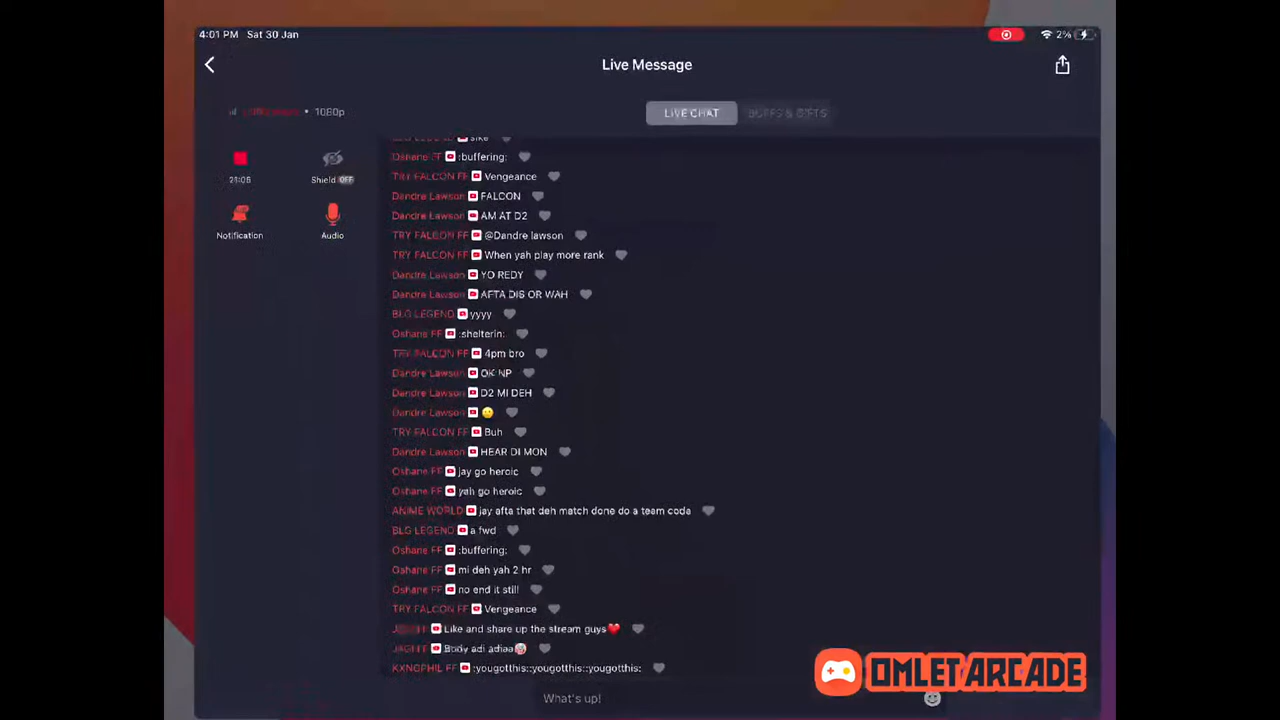 4:01 PM Sat 30 Jan
2%
Live Message
• 1080p
LIVE CHAT BUFFS & GIFTS
21:06
Shield OFF
Notification
Audio
sike
Oshane FF :buffering:
TRY FALCON FF Vengeance
Dandre Lawson FALCON
Dandre Lawson AM AT D2
TRY FALCON FF @Dandre lawson
TRY FALCON FF When yah play more rank
Dandre Lawson YO REDY
Dandre Lawson AFTA DIS OR WAH
BLG LEGEND yyyy
Oshane FF :shelterin:
TRY FALCON FF 4pm bro
Dandre Lawson OK NP
Dandre Lawson D2 MI DEH
Dandre Lawson 🙂
TRY FALCON FF Buh
Dandre Lawson HEAR DI MON
Oshane FF jay go heroic
Oshane FF yah go heroic
ANIME WORLD jay afta that deh match done do a team coda
BLG LEGEND a fwd
Oshane FF :buffering:
Oshane FF mi deh yah 2 hr
Oshane FF no end it still
TRY FALCON FF Vengeance
Like and share up the stream guys❤️
Body adi adiaa
KXNGPHIL FF :yougotthis::yougotthis::yougotthis:
What's up!
OMLET ARCADE